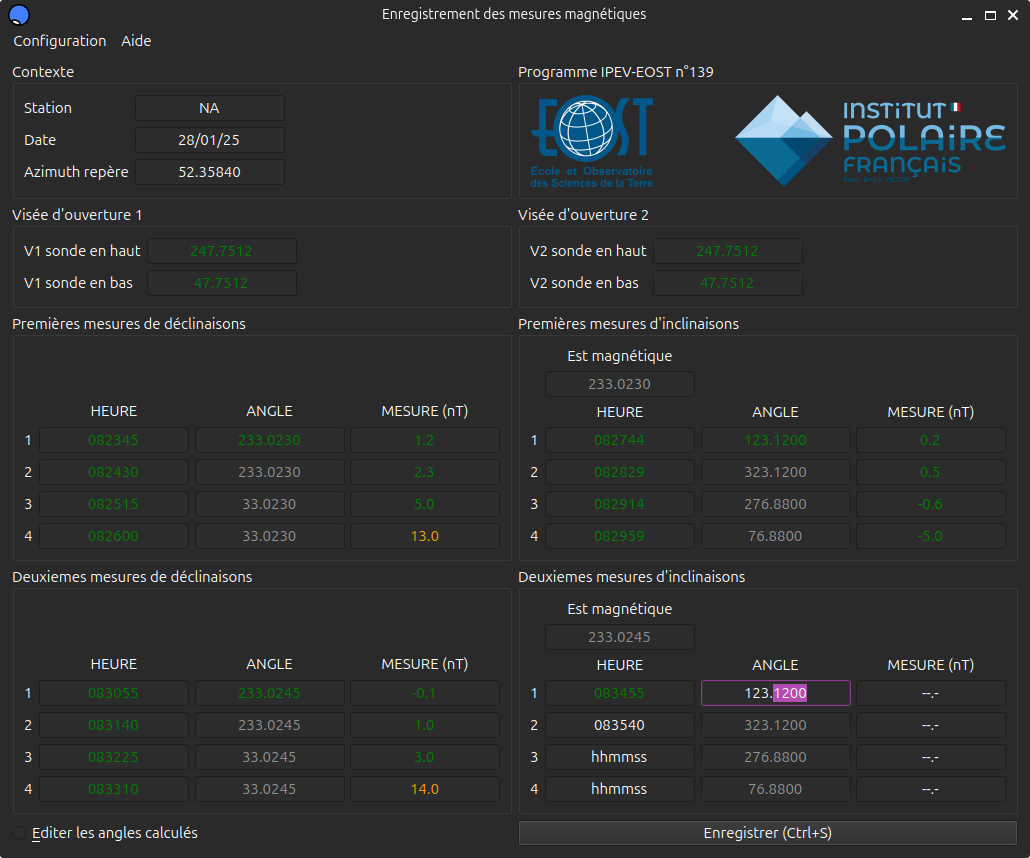 Enregistrement des mesures magnétiques
Configuration Aide
Contexte
Station NA
Date 28/01/25
Azimuth repère 52.35840
Programme IPEV-EOST n°139
EOST
Ecole et Observatoire
des Sciences de la Terre
INSTITUT
POLAIRE
FRANÇAIS
PAUL-ÉMILE VICTOR
Visée d'ouverture 1
V1 sonde en haut 247.7512
V1 sonde en bas 47.7512
Visée d'ouverture 2
V2 sonde en haut 247.7512
V2 sonde en bas 47.7512
Premières mesures de déclinaisons
HEURE ANGLE MESURE (nT)
1 082345 233.0230 1.2
2 082430 233.0230 2.3
3 082515 33.0230 5.0
4 082600 33.0230 13.0
Premières mesures d'inclinaisons
Est magnétique
233.0230
HEURE ANGLE MESURE (nT)
1 082744 123.1200 0.2
2 082829 323.1200 0.5
3 082914 276.8800 -0.6
4 082959 76.8800 -5.0
Deuxiemes mesures de déclinaisons
HEURE ANGLE MESURE (nT)
1 083055 233.0245 -0.1
2 083140 233.0245 1.0
3 083225 33.0245 3.0
4 083310 33.0245 14.0
Deuxiemes mesures d'inclinaisons
Est magnétique
233.0245
HEURE ANGLE MESURE (nT)
1 083455 123.1200 --.-
2 083540 323.1200 --.-
3 hhmmss 276.8800 --.-
4 hhmmss 76.8800 --.-
Editer les angles calculés
Enregistrer (Ctrl+S)